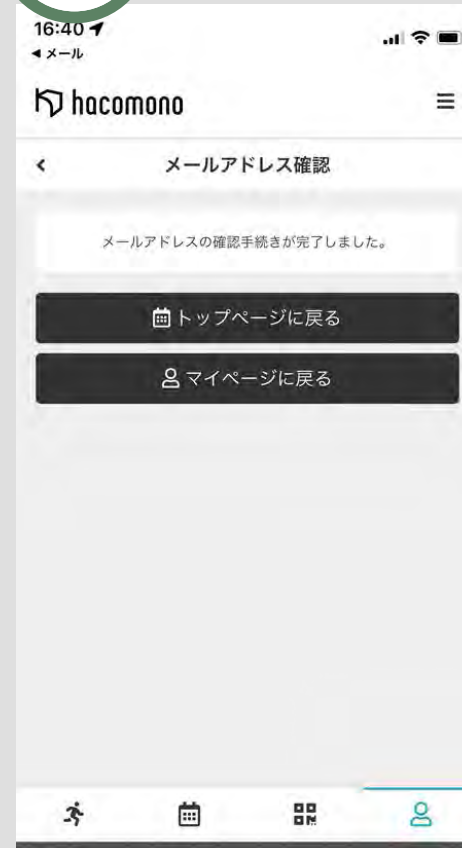 16:40
◀ メール
hacomono
メールアドレス確認
メールアドレスの確認手続きが完了しました。
トップページに戻る
マイページに戻る